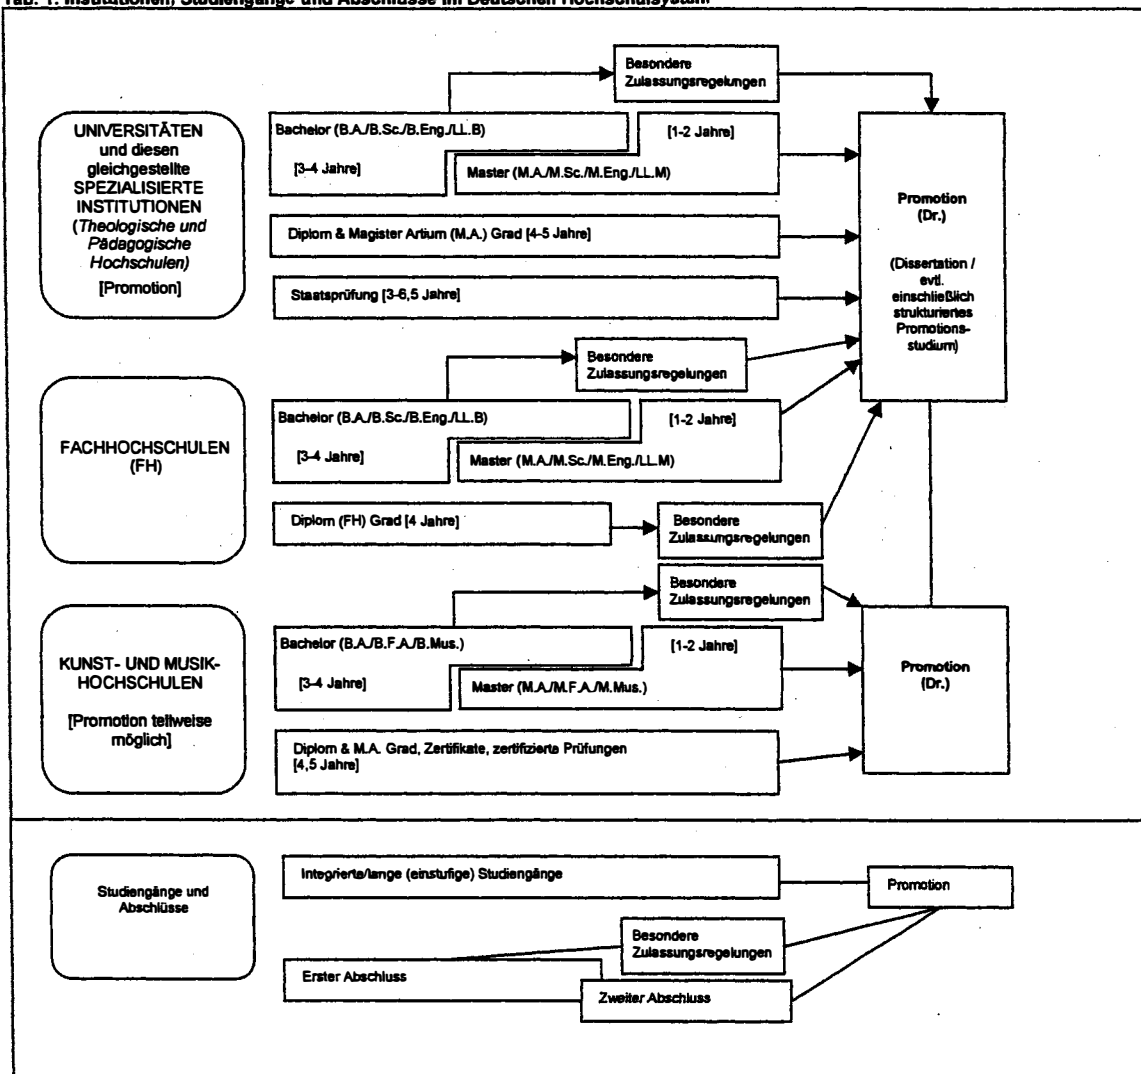 Tab. 1: Institutionen, Studiengänge und Abschlüsse im Deutschen Hochschulsystem
Besondere
Zulassungsregelungen
UNIVERSITÄTEN
und diesen
gleichgestellte
SPEZIALISIERTE
INSTITUTIONEN
(Theologische und
Pädagogische
Hochschulen)
[Promotion]
Bachelor (B.A./B.Sc./B.Eng./LL.B)
[3-4 Jahre]
[1-2 Jahre]
Master (M.A./M.Sc./M.Eng./LL.M)
Diplom & Magister Artium (M.A.) Grad [4-5 Jahre]
Staatsprüfung [3-6,5 Jahre]
Promotion
(Dr.)
(Dissertation /
evtl.
einschließlich
strukturiertes
Promotions-
studium)
Besondere
Zulassungsregelungen
FACHHOCHSCHULEN
(FH)
Bachelor (B.A./B.Sc./B.Eng./LL.B)
[3-4 Jahre]
[1-2 Jahre]
Master (M.A./M.Sc./M.Eng./LL.M)
Diplom (FH) Grad [4 Jahre]
Besondere
Zulassungsregelungen
Besondere
Zulassungsregelungen
KUNST- UND MUSIK-
HOCHSCHULEN
[Promotion teilweise
möglich]
Bachelor (B.A./B.F.A./B.Mus.)
[3-4 Jahre]
[1-2 Jahre]
Master (M.A./M.F.A./M.Mus.)
Diplom & M.A. Grad, Zertifikate, zertifizierte Prüfungen
[4,5 Jahre]
Promotion
(Dr.)
Studiengänge und
Abschlüsse
Integrierte/lange (einstufige) Studiengänge
Promotion
Besondere
Zulassungsregelungen
Erster Abschluss
Zweiter Abschluss